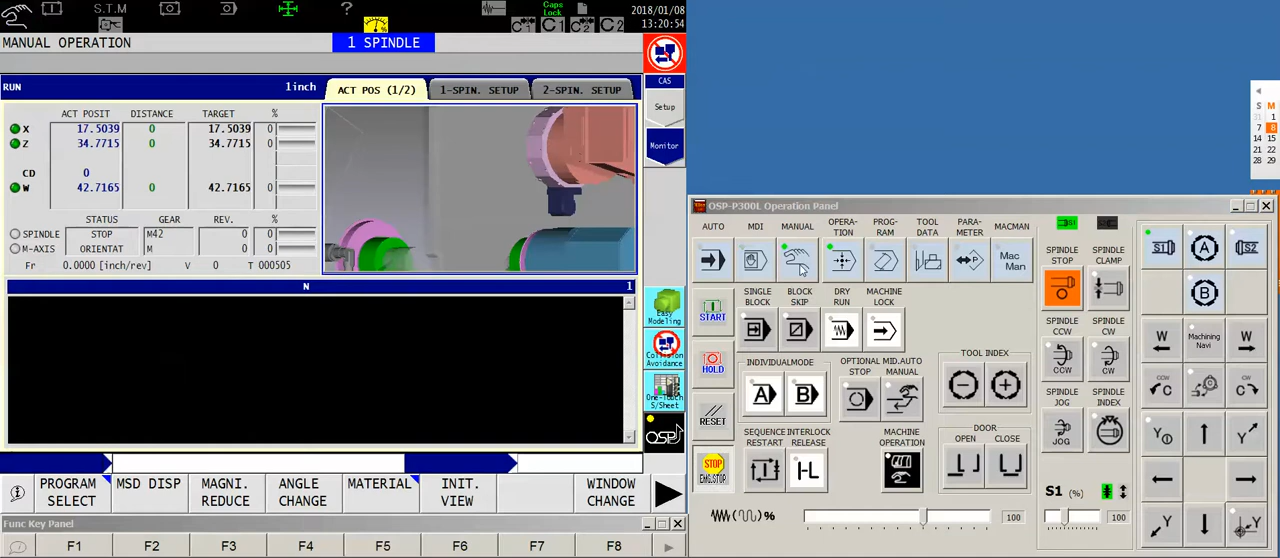 S.T.M
?
Caps
Lock
C1
C2
2018/01/08
13:20:54
MANUAL OPERATION
1 SPINDLE
RUN
1inch
ACT POS (1/2)
1-SPIN. SETUP
2-SPIN. SETUP
CAS
Setup
Monitor
ACT POSIT DISTANCE TARGET %
X 17.5039 0 17.5039 0
Z 34.7715 0 34.7715 0
CD 0
W 42.7165 0 42.7165 0
STATUS GEAR REV. %
SPINDLE STOP M42 0 0
M-AXIS ORIENTAT M 0 0
Fr 0.0000 [inch/rev] V 0 T 000505
N 1
Easy
Modeling
Collision
Avoidance
One-Touch
S/Sheet
OSP
PROGRAM
SELECT
MSD DISP
MAGNI.
REDUCE
ANGLE
CHANGE
MATERIAL
INIT.
VIEW
WINDOW
CHANGE
Func Key Panel
F1 F2 F3 F4 F5 F6 F7 F8
S M
31 1
7 8
14 15
21 22
28 29
OSP-P300L Operation Panel
AUTO
MDI
MANUAL
OPERA-
TION
PROG-
RAM
TOOL
DATA
PARA-
METER
MACMAN
P
Mac
Man
START
HOLD
RESET
STOP
EMG.STOP
SINGLE
BLOCK
BLOCK
SKIP
DRY
RUN
MACHINE
LOCK
INDIVIDUALMODE
A
B
OPTIONAL
STOP
MID.AUTO
MANUAL
TOOL INDEX
SEQUENCE
RESTART
INTERLOCK
RELEASE
MACHINE
OPERATION
DOOR
OPEN
CLOSE
% 100
SPINDLE
STOP
SPINDLE
CLAMP
SPINDLE
CCW
CCW
SPINDLE
CW
CW
SPINDLE
JOG
JOG
SPINDLE
INDEX
S1 (%)
100
S1
A
S2
B
W
Machining
Navi
W
CCW
C
CW
C
Y
Y
Y
Y